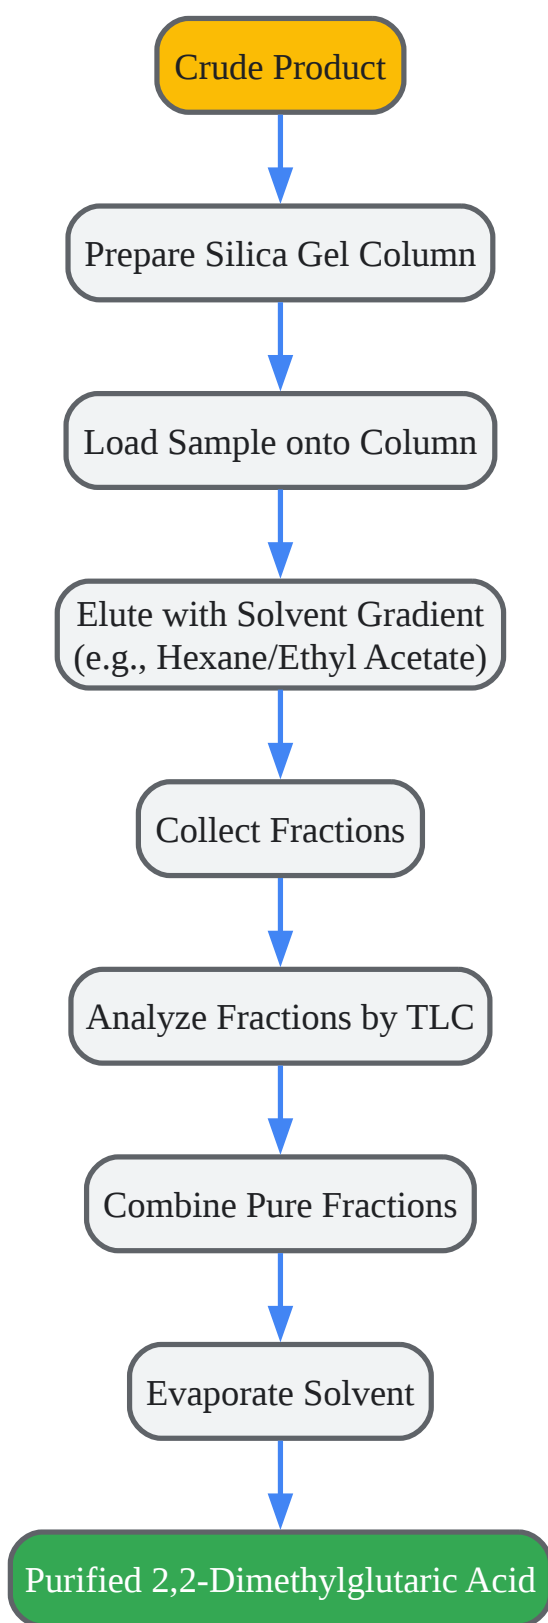 Crude Product
Prepare Silica Gel Column
Load Sample onto Column
Elute with Solvent Gradient
(e.g., Hexane/Ethyl Acetate)
Collect Fractions
Analyze Fractions by TLC
Combine Pure Fractions
Evaporate Solvent
Purified 2,2-Dimethylglutaric Acid